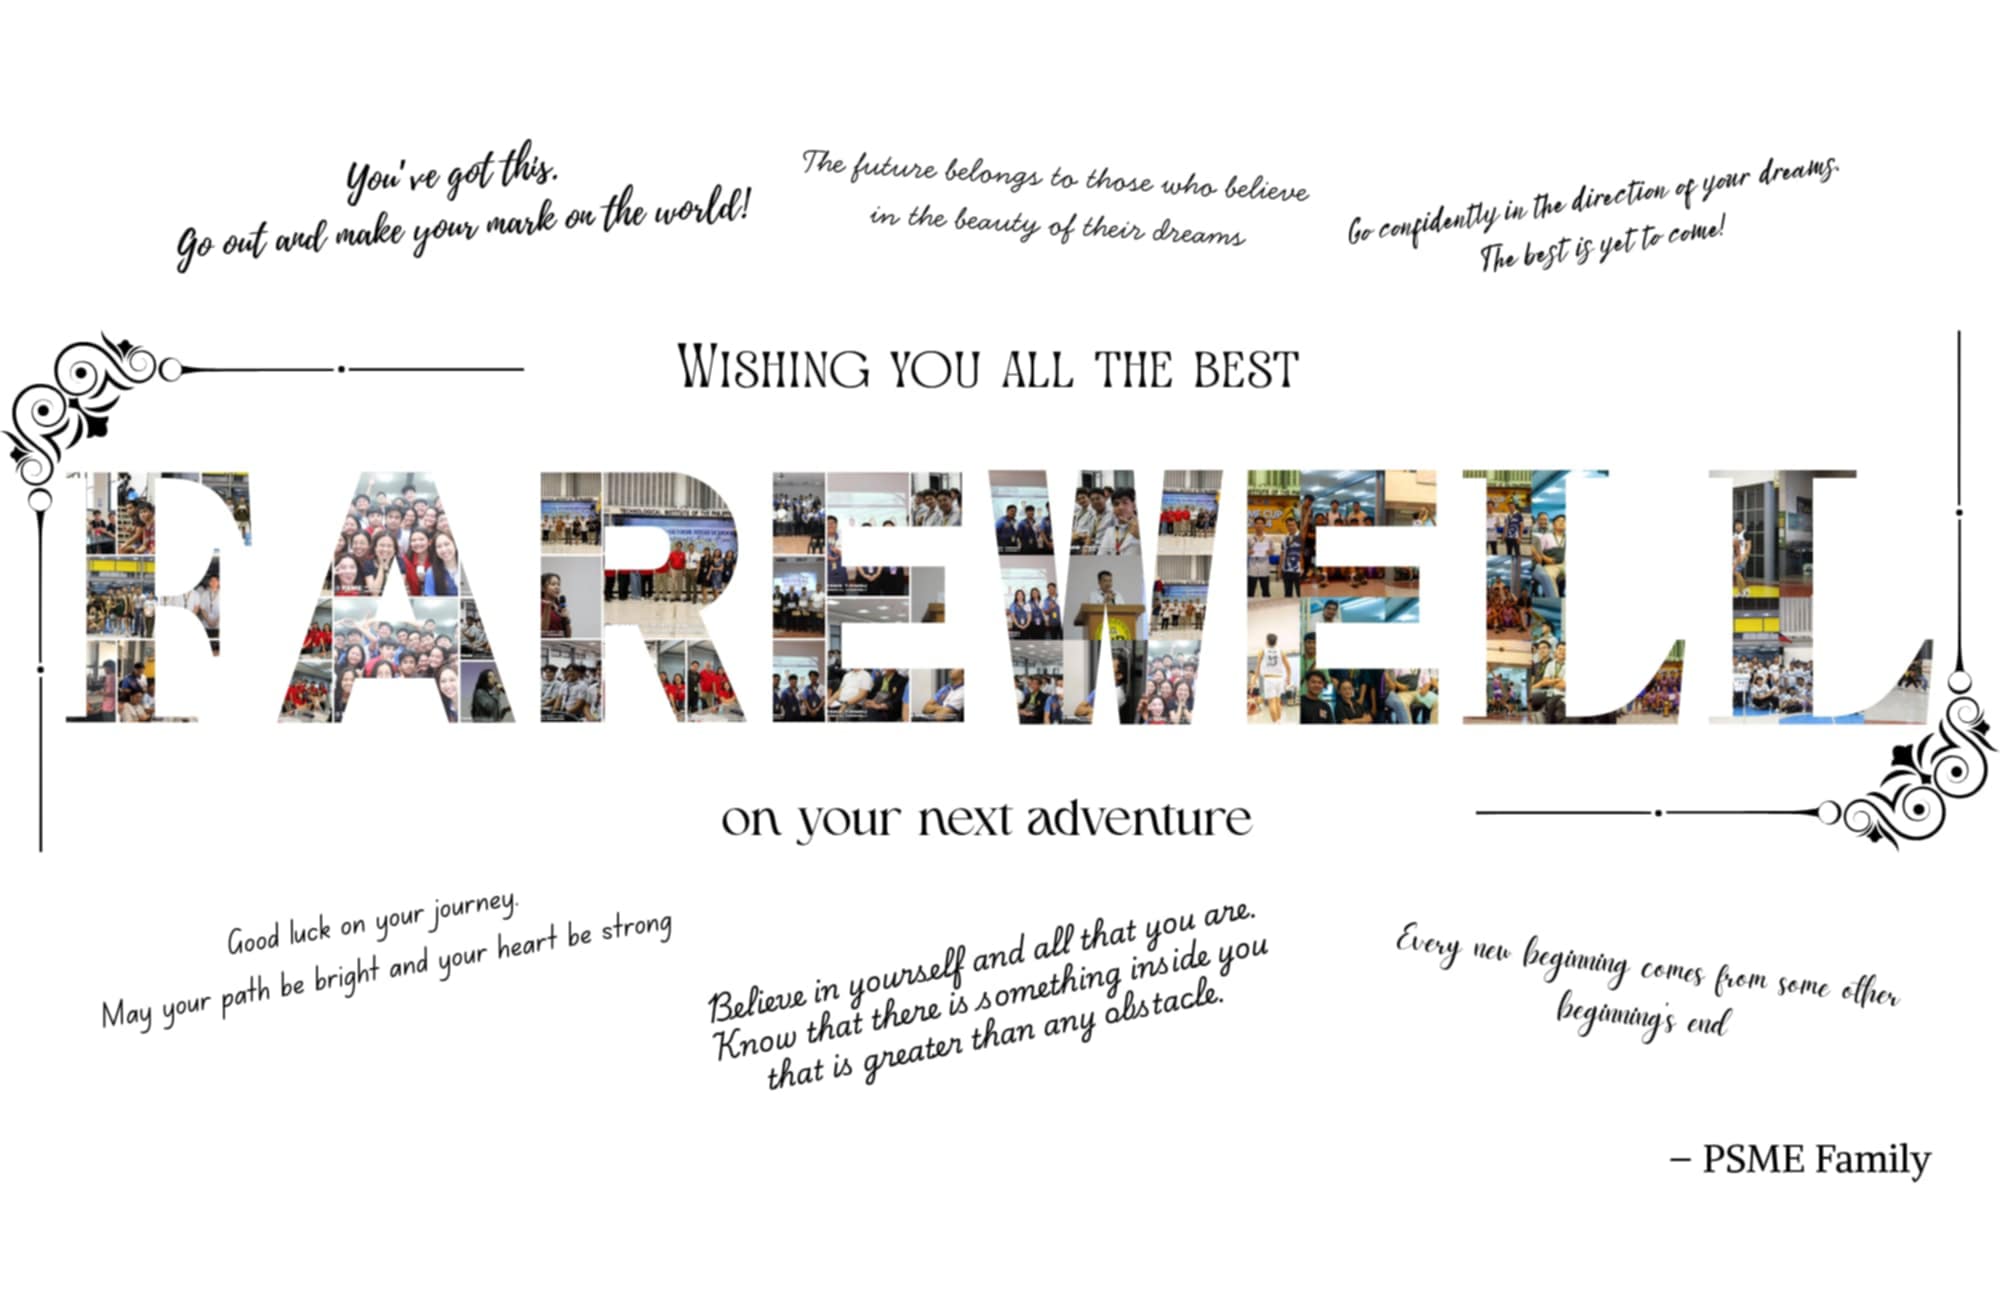 You've got this.
Go out and make your mark on the world!
The future belongs to those who believe
in the beauty of their dreams
Go confidently in the direction of your dreams.
The best is yet to come!
WISHING YOU ALL THE BEST
FAREWELL
on your next adventure
Good luck on your journey.
May your path be bright and your heart be strong
Believe in yourself and all that you are.
Know that there is something inside you
that is greater than any obstacle.
Every new beginning comes from some other
beginning's end
– PSME Family